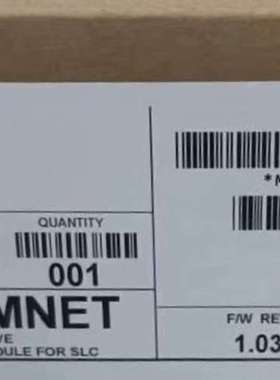 *M
QUANTITY
001
MNET
F/W RE
1.03
VE
DULE FOR SLC